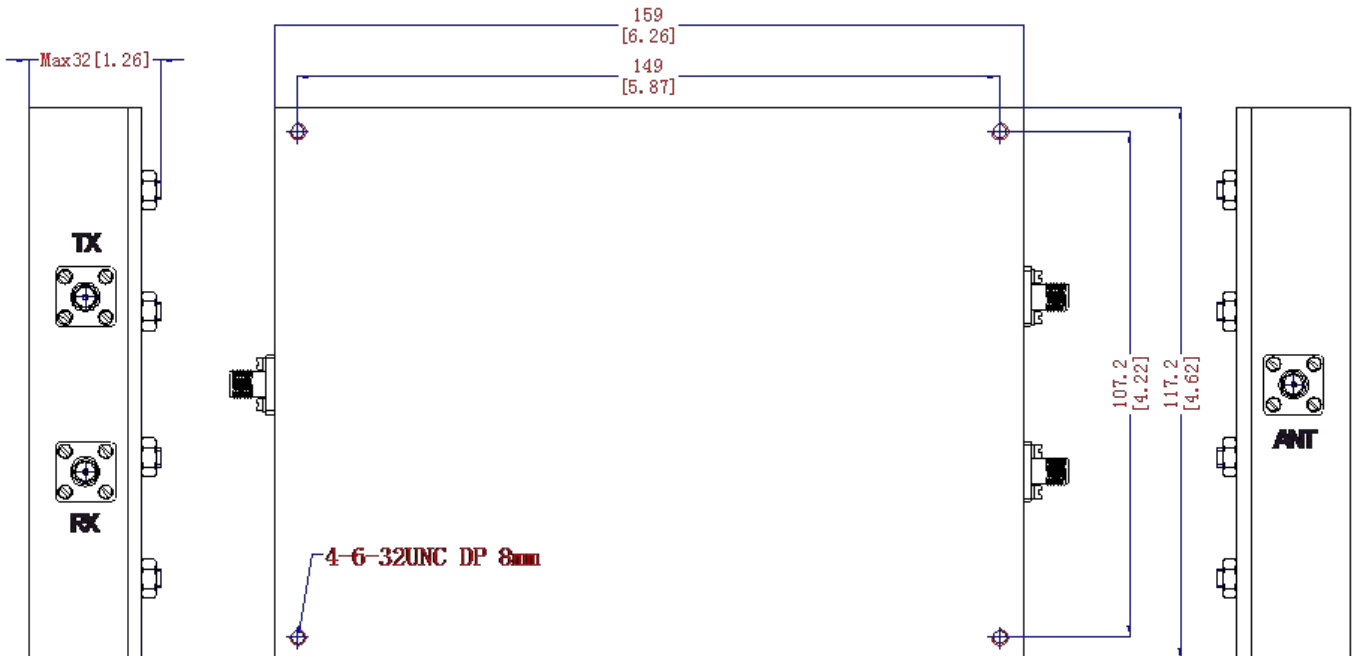 159
[6.26]
Max32[1.26]
149
[5.87]
TX
107.2
[4.22]
117.2
[4.62]
ANT
RX
4-6-32UNC DP 8mm